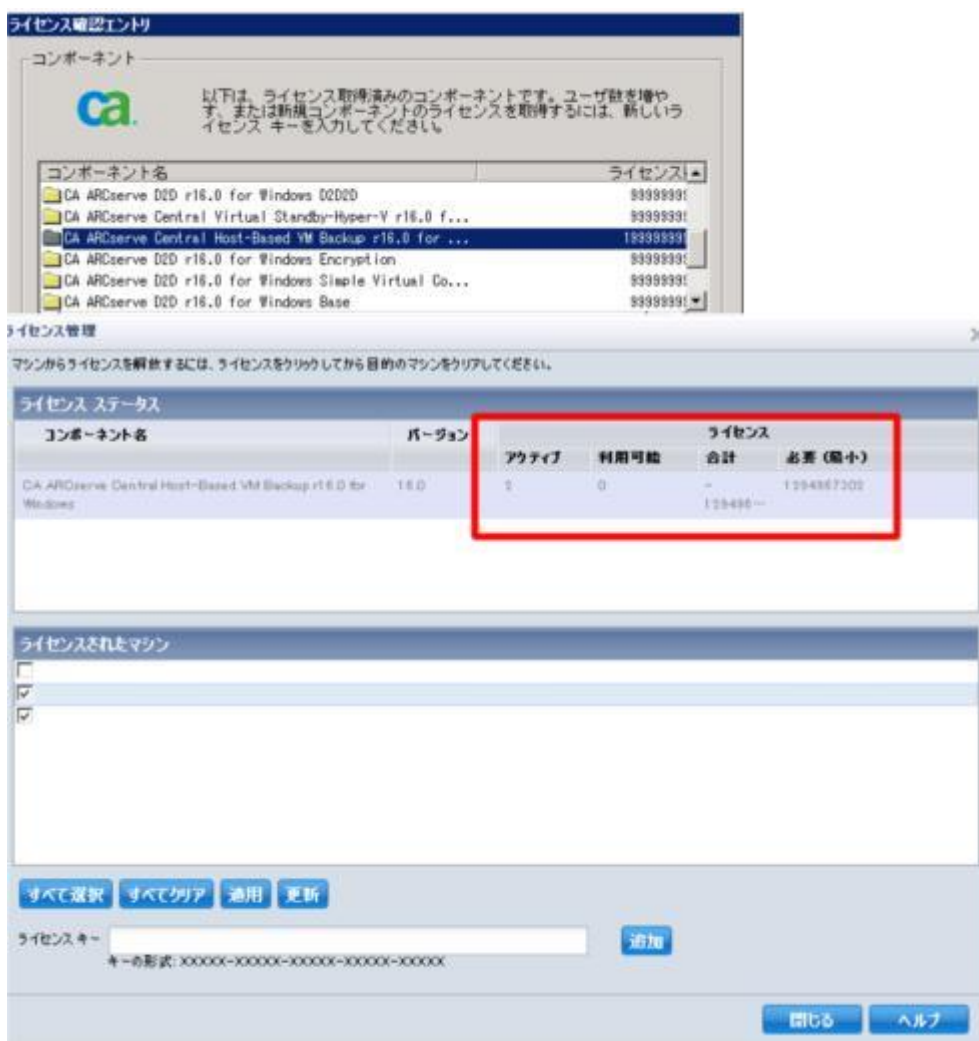 ライセンス確認エントリ
コンポーネント
ca.
以下は、ライセンス取得済みのコンポーネントです。ユーザ数を増や
す、または新規コンポーネントのライセンスを取得するには、新しいラ
イセンス キーを入力してください。
コンポーネント名 ライセンス
CA ARCserve D2D r16.0 for Windows D2D2D
CA ARCserve Central Virtual Standby-Hyper-V r16.0 f...
CA ARCserve Central Host-Based VM Backup r16.0 for ...
CA ARCserve D2D r16.0 for Windows Encryption
CA ARCserve D2D r16.0 for Windows Simple Virtual Co...
CA ARCserve D2D r16.0 for Windows Base
ライセンス管理
マシンからライセンスを解放するには、ライセンスをクリックしてから目的のマシンをクリアしてください。
ライセンス ステータス
コンポーネント名 バージョン ライセンス
アクティブ 利用可能 合計 必要 (最小)
CA ARCserve Central Host-Based VM Backup r16.0 for 16.0 2 0 -
Windows
ライセンスされたマシン
すべて選択 すべてクリア 適用 更新
ライセンス キー 追加
キーの形式: XXXXX-XXXXX-XXXXX-XXXXX-XXXXX
閉じる ヘルプ